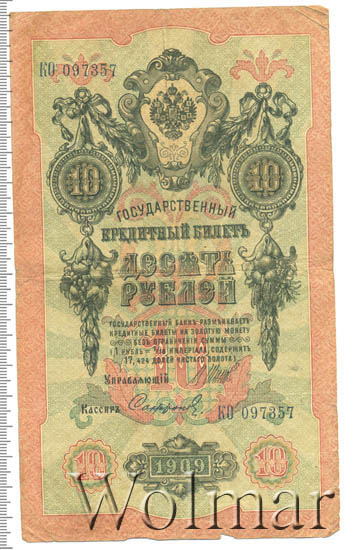 КО 097357
10 10
ГОСУДАРСТВЕННЫЙ
КРЕДИТНЫЙ БИЛЕТЪ
ДЕСЯТЬ
РУБЛЕЙ
ГОСУДАРСТВЕННЫЙ БАНКЪ РАЗМѢНИВАЕТЪ
КРЕДИТНЫЕ БИЛЕТЫ НА ЗОЛОТУЮ МОНЕТУ
БЕЗЪ ОГРАНИЧЕНІЯ СУММЫ
(1 РУБЛЬ = 1/15 ИМПЕРІАЛА, СОДЕРЖИТЪ
17,424 ДОЛЕЙ ЧИСТАГО ЗОЛОТА)
10
УПРАВЛЯЮЩІЙ
КАССИРЪ
КО 097357
10 1909 10
Wolmar